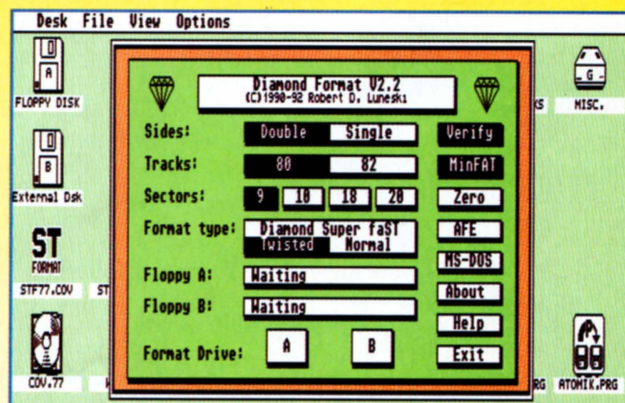 Desk File View Options
A
FLOPPY DISK
B
External Dsk
ST
FORMAT
STF77.COV
ST
COV.77
Diamond Format V2.2
(C)1990-92 Robert D. Luneski
Sides: Double Single Verify
Tracks: 80 82 MinFAT
Sectors: 9 10 18 20 Zero
Format type: Diamond Super faST AFE
Twisted Normal MS-DOS
Floppy A: Waiting
About
Floppy B: Waiting
Help
Format Drive: A B Exit
G
KS
MISC.
RG
ATOMIK.PRG